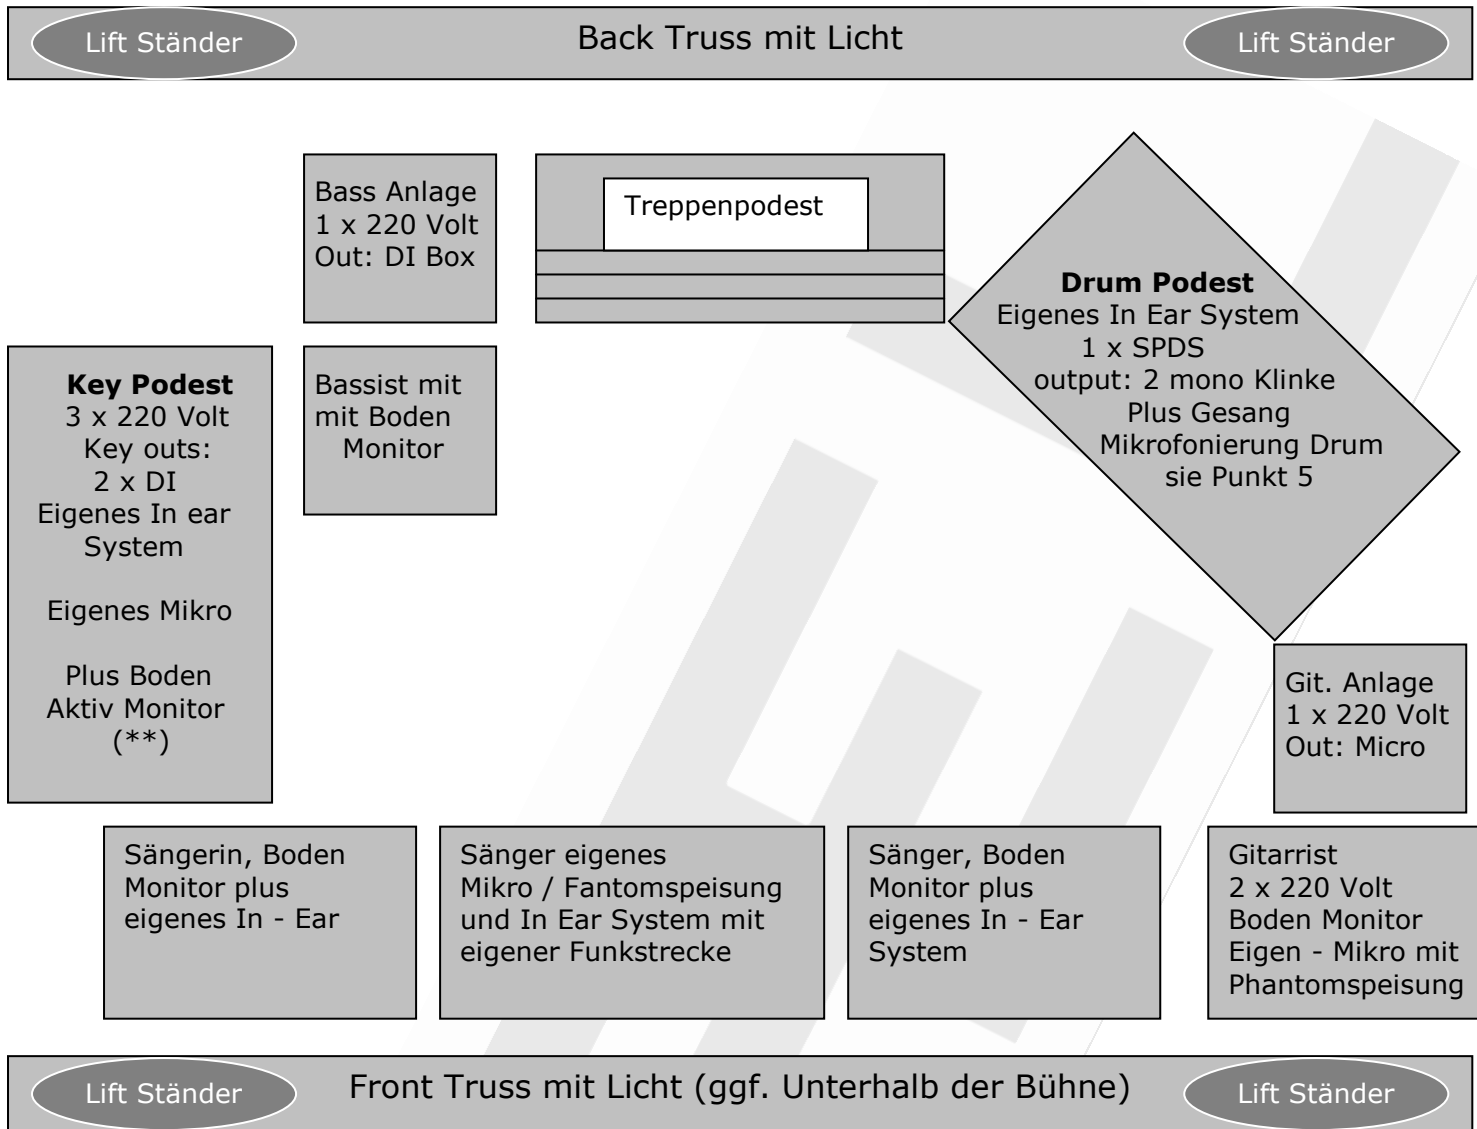 Lift Ständer
Back Truss mit Licht
Lift Ständer
Bass Anlage
1 x 220 Volt
Out: DI Box
Treppenpodest
Drum Podest
Eigenes In Ear System
1 x SPDS
output: 2 mono Klinke
Plus Gesang
Mikrofonierung Drum
sie Punkt 5
Key Podest
3 x 220 Volt
Key outs:
2 x DI
Eigenes In ear
System
Eigenes Mikro
Plus Boden
Aktiv Monitor
(**)
Bassist mit
mit Boden
Monitor
Git. Anlage
1 x 220 Volt
Out: Micro
Sängerin, Boden
Monitor plus
eigenes In - Ear
Sänger eigenes
Mikro / Fantomspeisung
und In Ear System mit
eigener Funkstrecke
Sänger, Boden
Monitor plus
eigenes In - Ear
System
Gitarrist
2 x 220 Volt
Boden Monitor
Eigen - Mikro mit
Phantomspeisung
Lift Ständer
Front Truss mit Licht (ggf. Unterhalb der Bühne)
Lift Ständer